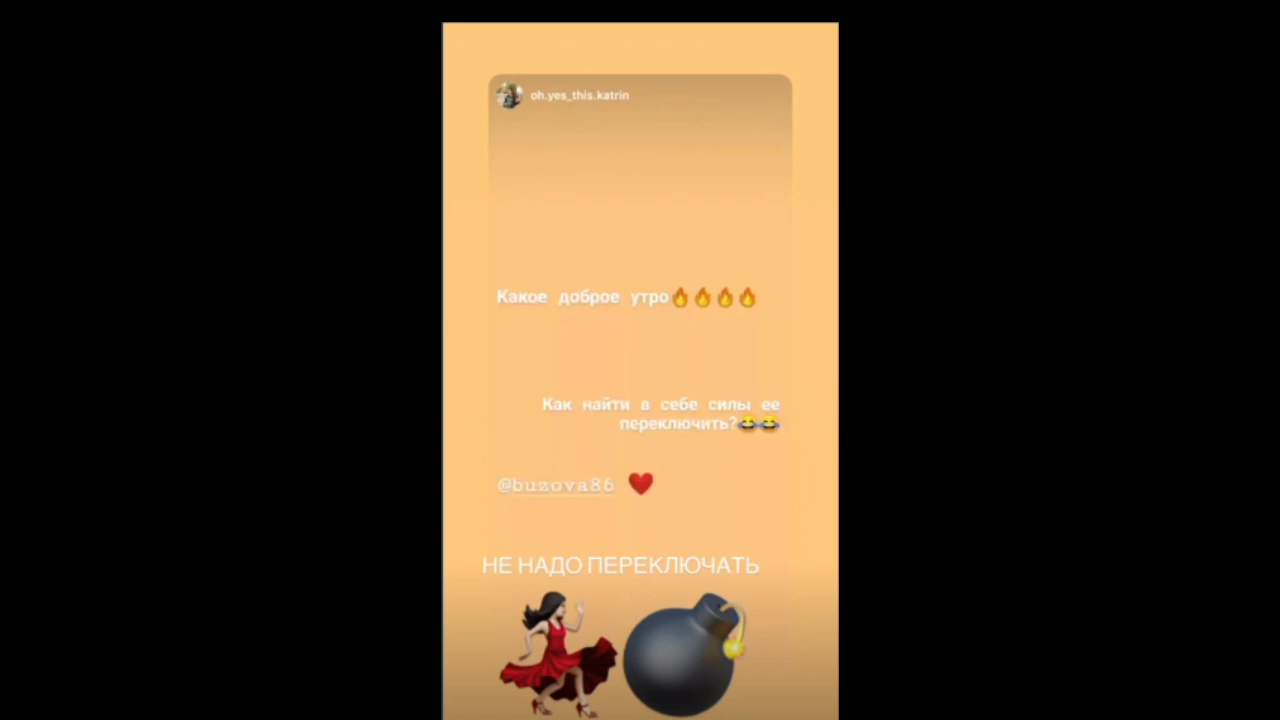 oh.yes_this.katrin
Какое доброе утро🔥🔥🔥🔥
Как найти в себе силы ее
переключить?😂😂
@buzova86 ❤️
НЕ НАДО ПЕРЕКЛЮЧАТЬ